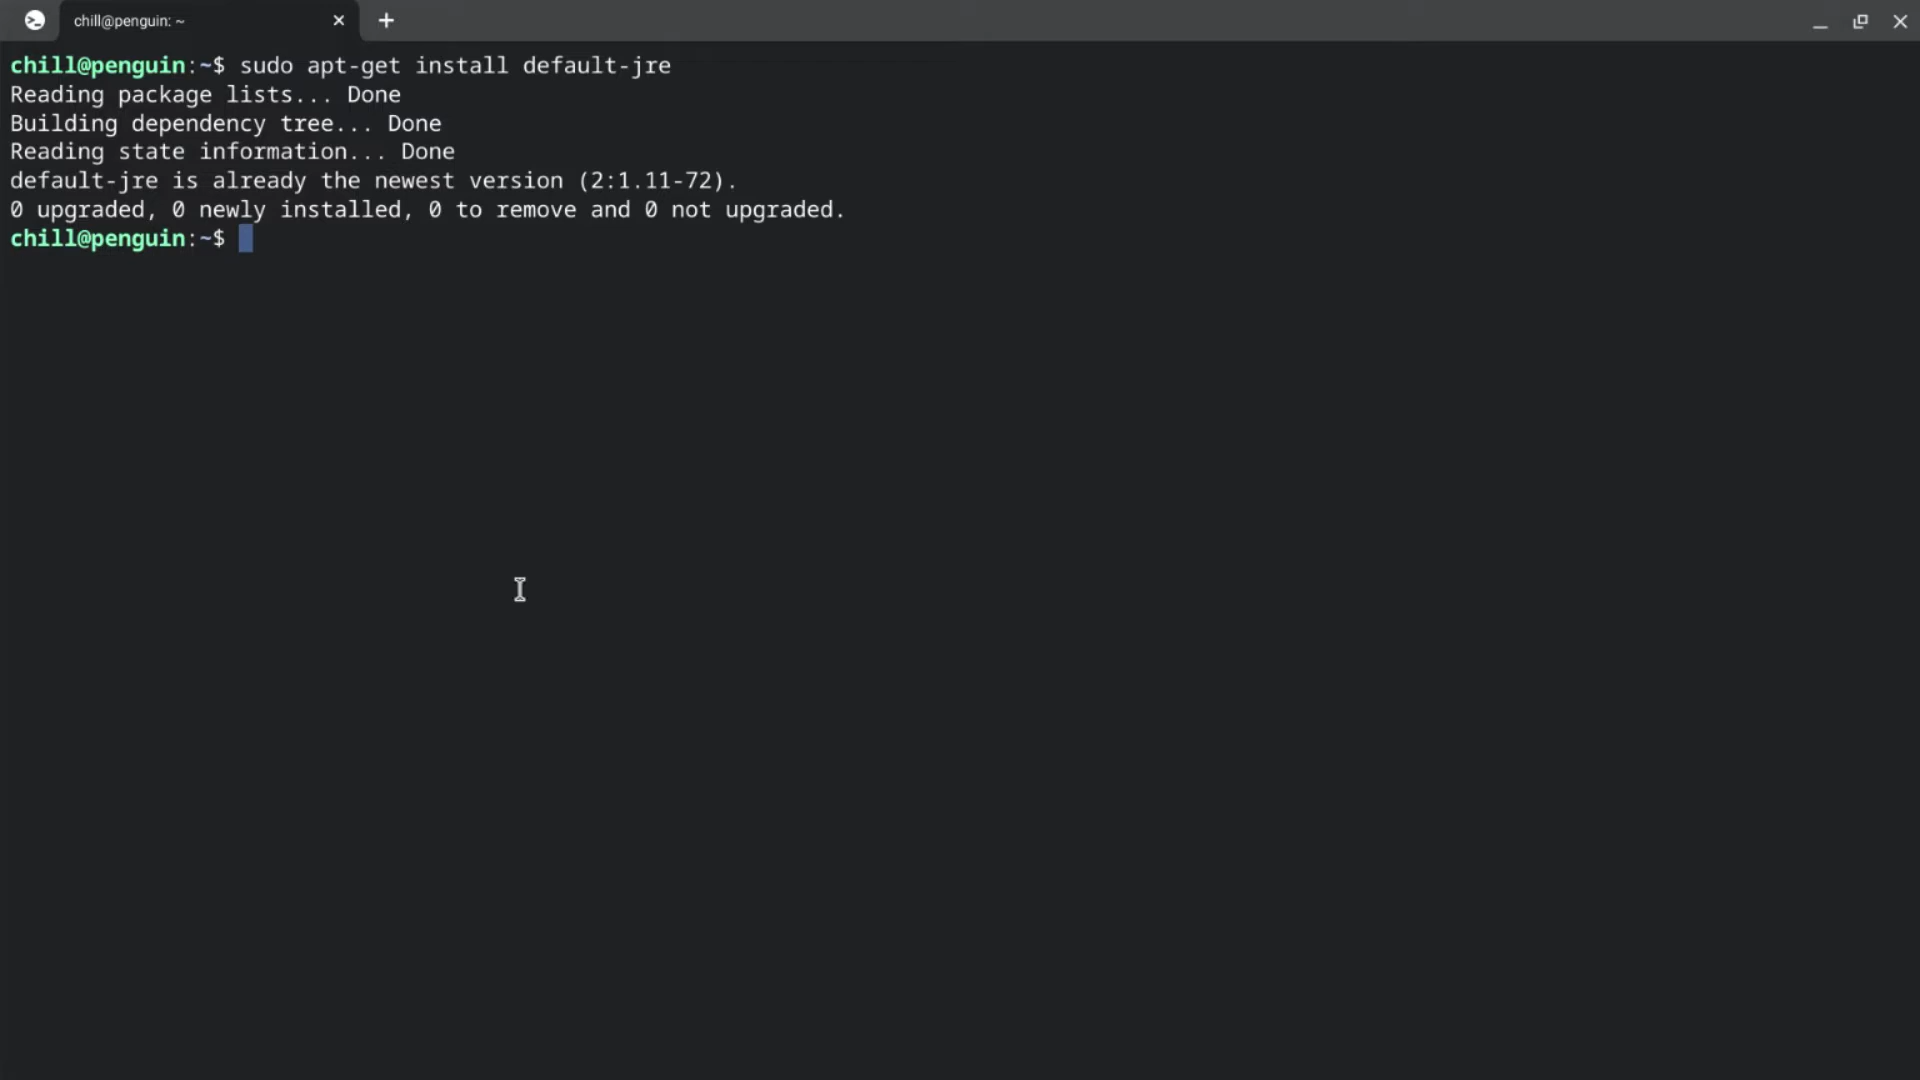 chill@penguin: ~
chill@penguin:~$ sudo apt-get install default-jre
Reading package lists... Done
Building dependency tree... Done
Reading state information... Done
default-jre is already the newest version (2:1.11-72).
0 upgraded, 0 newly installed, 0 to remove and 0 not upgraded.
chill@penguin:~$